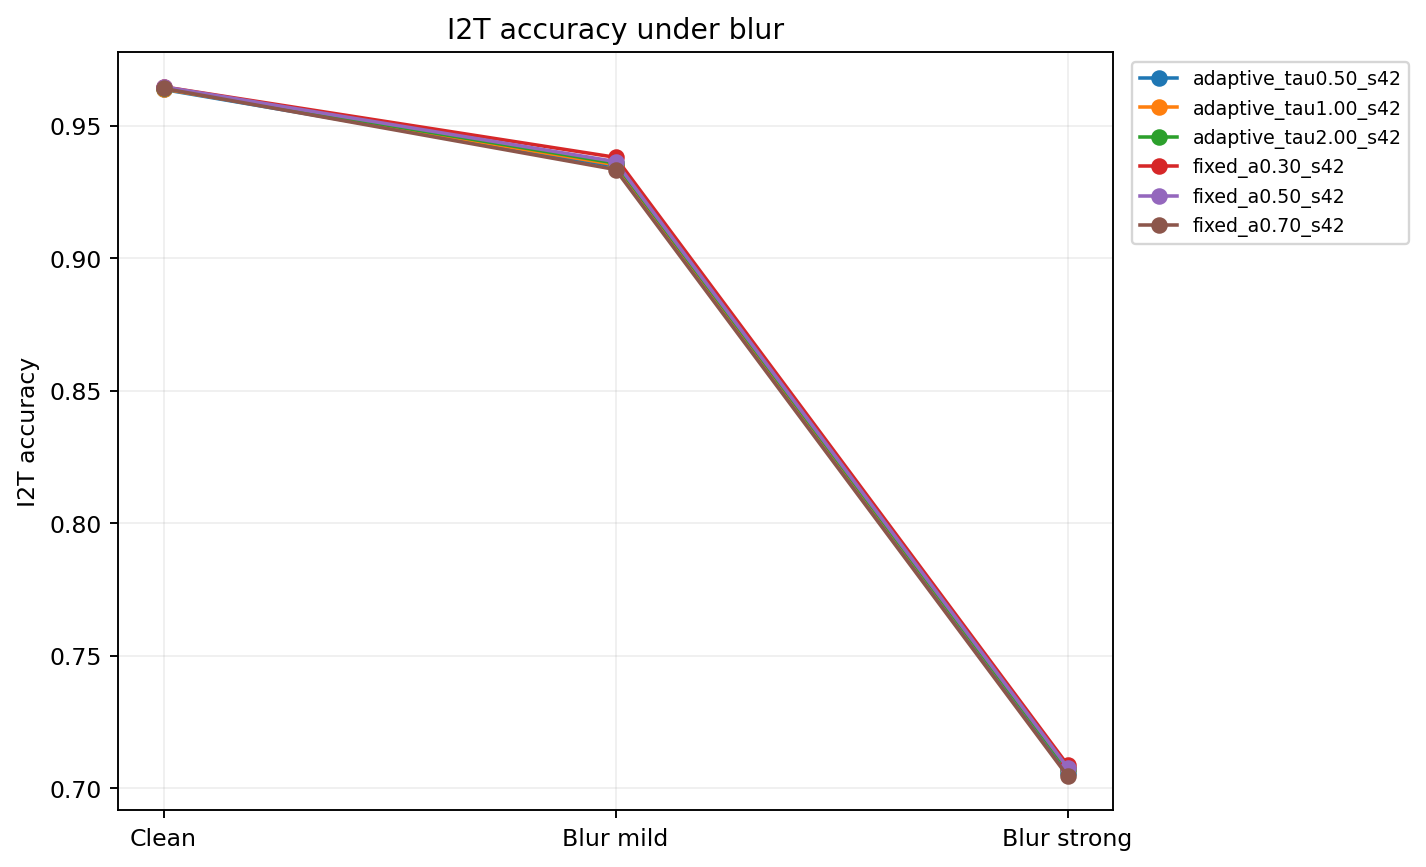 I2T accuracy under blur
I2T accuracy
0.95
0.90
0.85
0.80
0.75
0.70
Clean
Blur mild
Blur strong
adaptive_tau0.50_s42
adaptive_tau1.00_s42
adaptive_tau2.00_s42
fixed_a0.30_s42
fixed_a0.50_s42
fixed_a0.70_s42